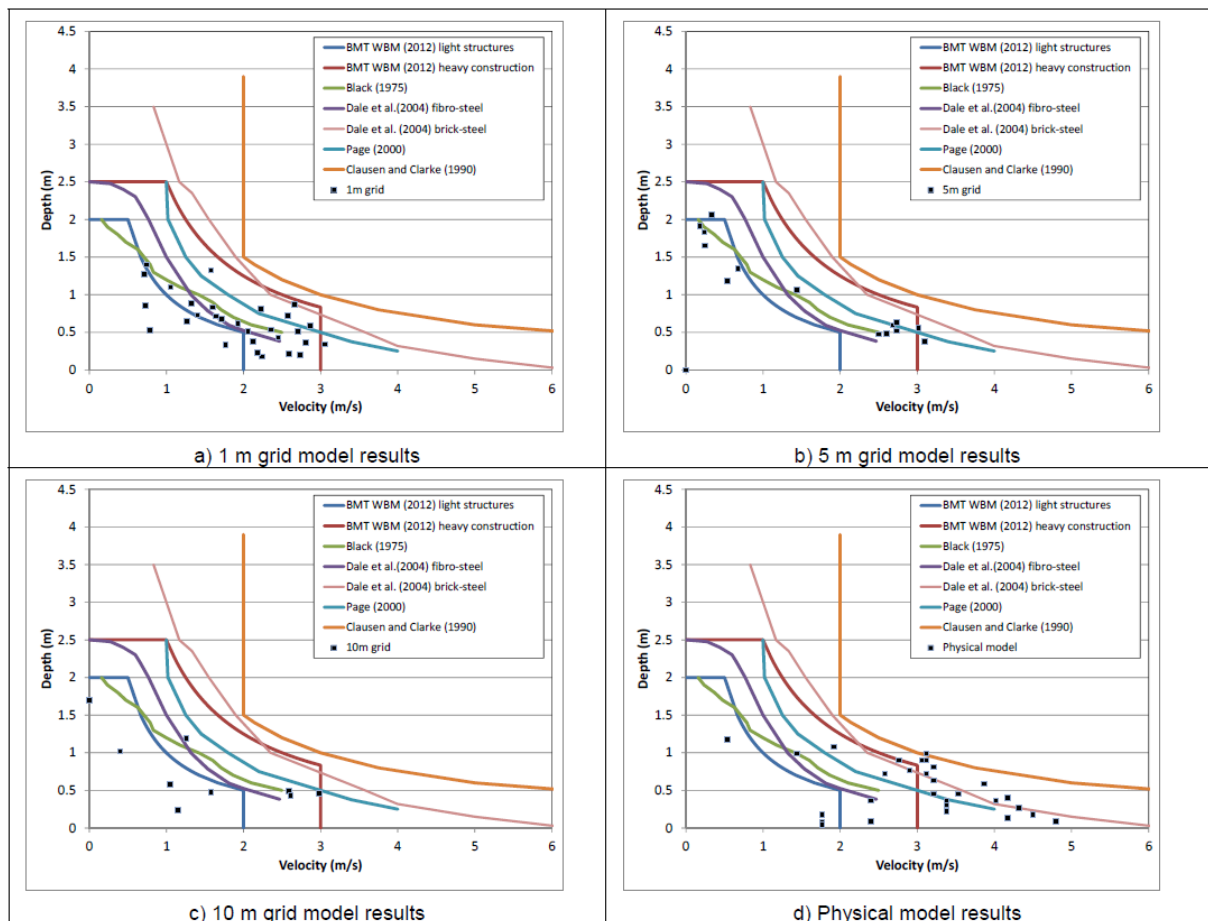 4.5
4
3.5
3
2.5
2
1.5
1
0.5
0
Depth (m)
BMT WBM (2012) light structures
BMT WBM (2012) heavy construction
Black (1975)
Dale et al.(2004) fibro-steel
Dale et al. (2004) brick-steel
Page (2000)
Clausen and Clarke (1990)
1m grid
0 1 2 3 4 5 6
Velocity (m/s)
a) 1 m grid model results
4.5
4
3.5
3
2.5
2
1.5
1
0.5
0
Depth (m)
BMT WBM (2012) light structures
BMT WBM (2012) heavy construction
Black (1975)
Dale et al.(2004) fibro-steel
Dale et al. (2004) brick-steel
Page (2000)
Clausen and Clarke (1990)
5m grid
0 1 2 3 4 5 6
Velocity (m/s)
b) 5 m grid model results
4.5
4
3.5
3
2.5
2
1.5
1
0.5
0
Depth (m)
BMT WBM (2012) light structures
BMT WBM (2012) heavy construction
Black (1975)
Dale et al.(2004) fibro-steel
Dale et al. (2004) brick-steel
Page (2000)
Clausen and Clarke (1990)
10m grid
0 1 2 3 4 5 6
Velocity (m/s)
c) 10 m grid model results
4.5
4
3.5
3
2.5
2
1.5
1
0.5
0
Depth (m)
BMT WBM (2012) light structures
BMT WBM (2012) heavy construction
Black (1975)
Dale et al.(2004) fibro-steel
Dale et al. (2004) brick-steel
Page (2000)
Clausen and Clarke (1990)
Physical model
0 1 2 3 4 5 6
Velocity (m/s)
d) Physical model results